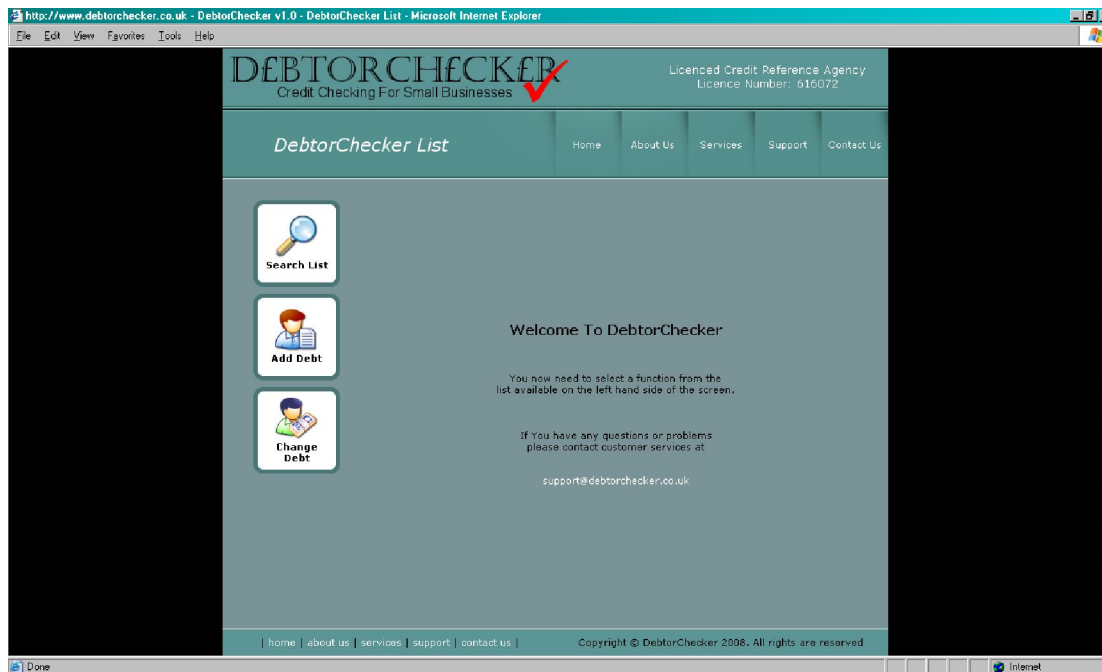 http://www.debtorchecker.co.uk - DebtorChecker v1.0 - DebtorChecker List - Microsoft Internet Explorer
File Edit View Favorites Tools Help
D£BTORCH£CK£R
Credit Checking For Small Businesses
Licenced Credit Reference Agency
Licence Number: 616072
DebtorChecker List
Home About Us Services Support Contact Us
Search List
Add Debt
Change
Debt
Welcome To DebtorChecker
You now need to select a function from the
list available on the left hand side of the screen.
If You have any questions or problems
please contact customer services at
support@debtorchecker.co.uk
| home | about us | services | support | contact us |
Copyright © DebtorChecker 2008. All rights are reserved
Done
Internet